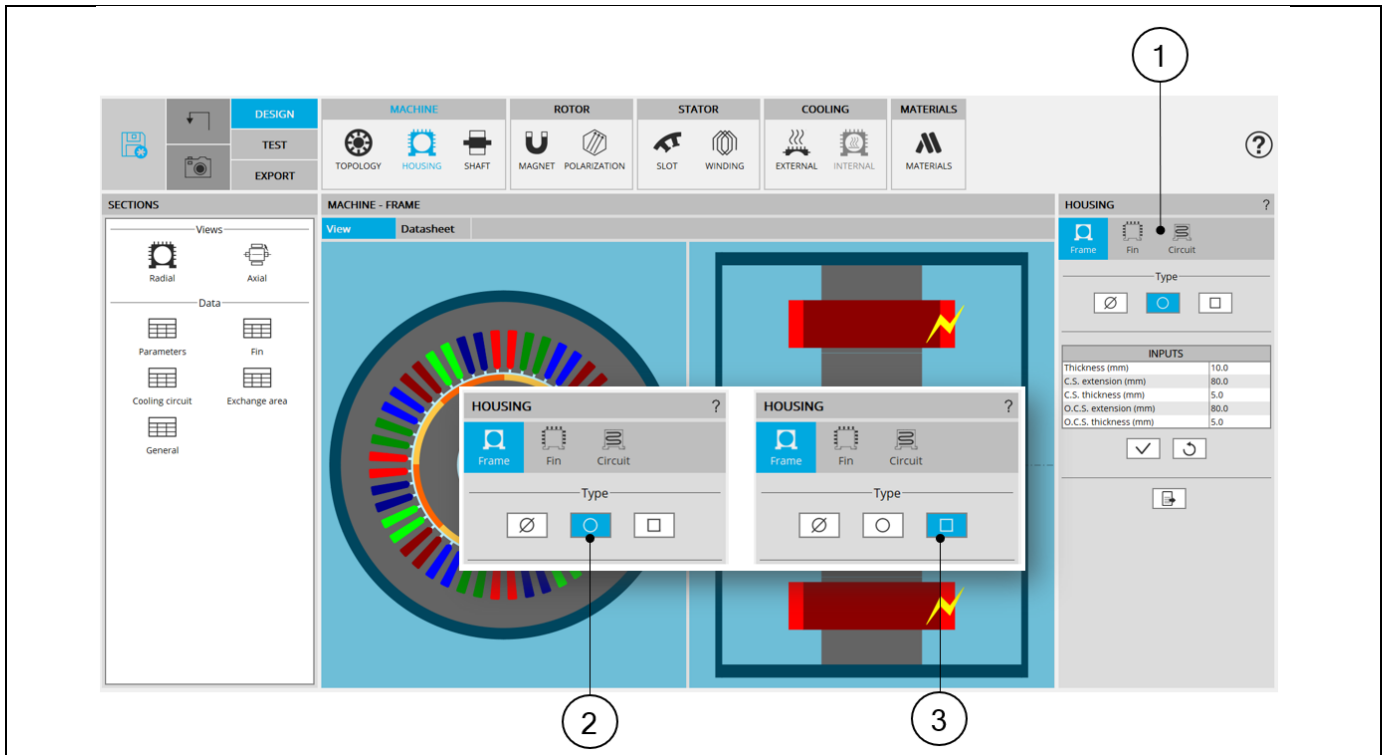 1
DESIGN
TEST
EXPORT
MACHINE
ROTOR
STATOR
COOLING
MATERIALS
TOPOLOGY
HOUSING
SHAFT
MAGNET
POLARIZATION
SLOT
WINDING
EXTERNAL
INTERNAL
MATERIALS
?
SECTIONS
Views
Radial
Axial
Data
Parameters
Fin
Cooling circuit
Exchange area
General
MACHINE - FRAME
View
Datasheet
HOUSING ?
Frame
Fin
Circuit
Type
HOUSING ?
Frame
Fin
Circuit
Type
HOUSING ?
Frame
Fin
Circuit
Type
INPUTS
Thickness (mm) 10.0
C.S. extension (mm) 80.0
C.S. thickness (mm) 5.0
O.C.S. extension (mm) 80.0
O.C.S. thickness (mm) 5.0
2
3